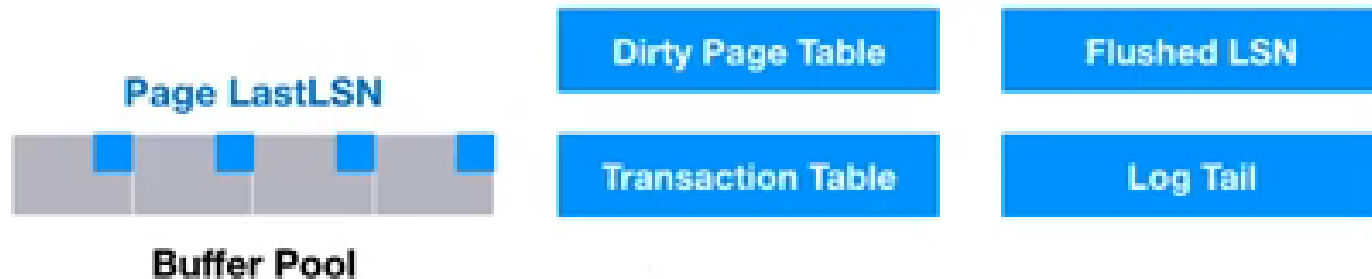 Page LastLSN
Buffer Pool
Dirty Page Table
Flushed LSN
Transaction Table
Log Tail